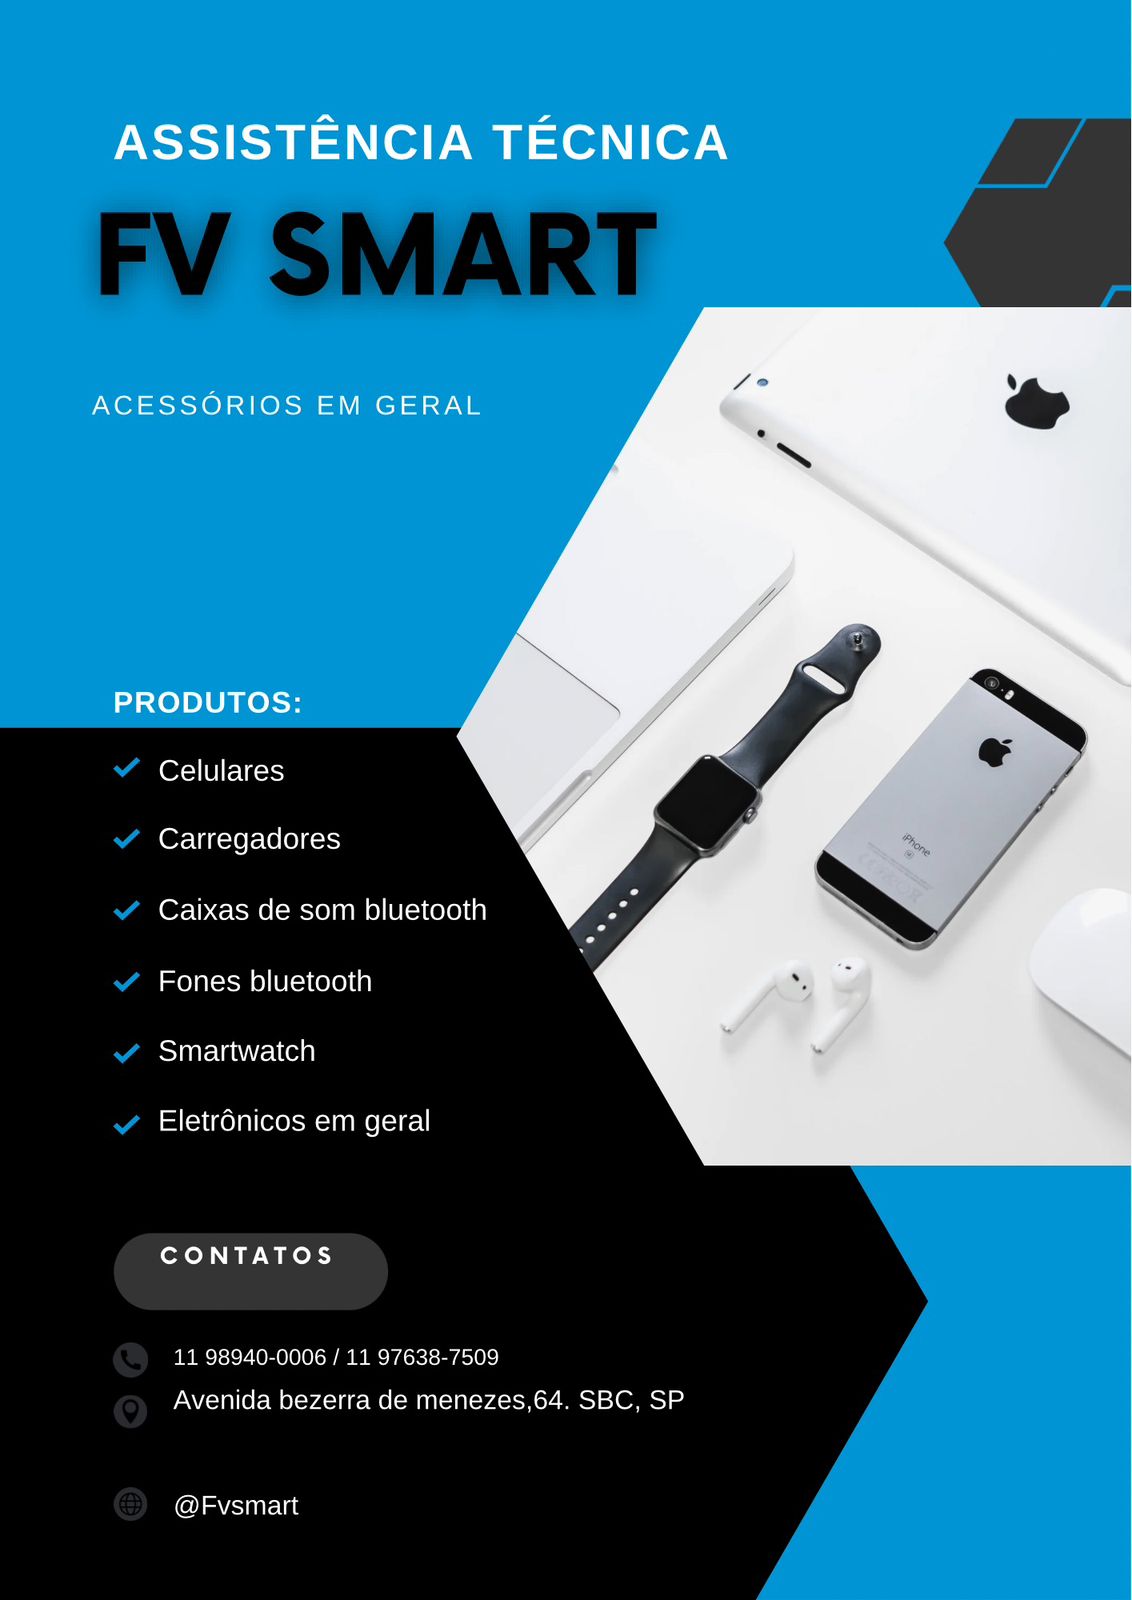 ASSISTÊNCIA TÉCNICA
FV SMART
ACESSÓRIOS EM GERAL
PRODUTOS:
Celulares
Carregadores
Caixas de som bluetooth
Fones bluetooth
Smartwatch
Eletrônicos em geral
iPhone
CONTATOS
11 98940-0006 / 11 97638-7509
Avenida bezerra de menezes,64. SBC, SP
@Fvsmart